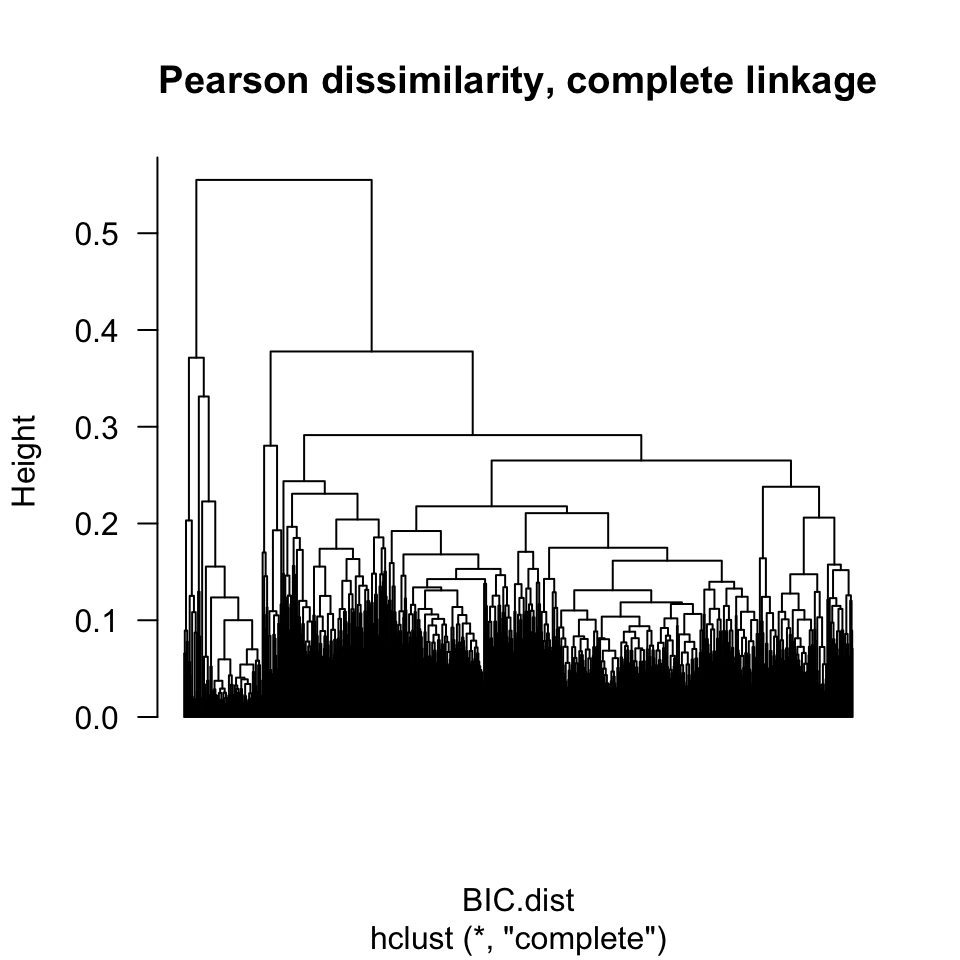 Pearson dissimilarity, complete linkage
Height
0.5
0.4
0.3
0.2
0.1
0.0
BIC.dist
hclust (*, "complete")